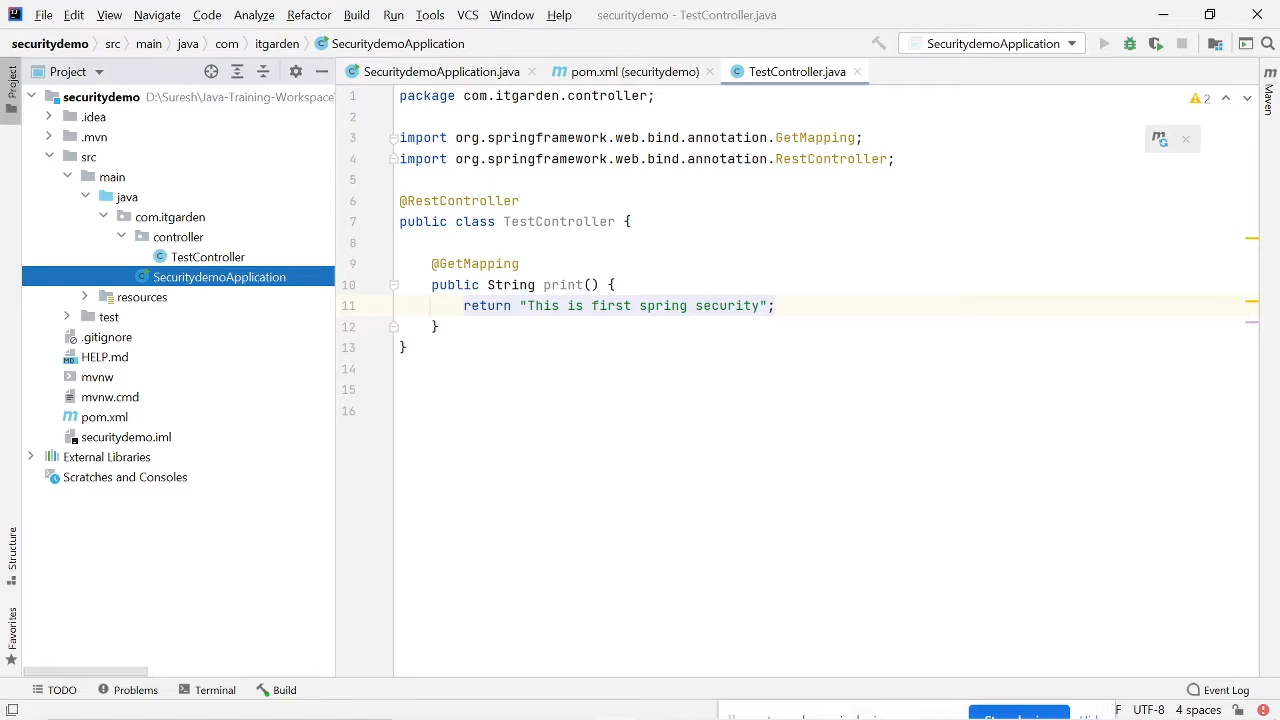 File Edit View Navigate Code Analyze Refactor Build Run Tools VCS Window Help securitydemo - TestController.java
securitydemo src main java com itgarden SecuritydemoApplication SecuritydemoApplication
Project
Project
SecuritydemoApplication.java
pom.xml (securitydemo)
TestController.java
Maven
securitydemo D:\Suresh\Java-Training-Workspace
.idea
.mvn
src
main
java
com.itgarden
controller
TestController
SecuritydemoApplication
resources
test
.gitignore
HELP.md
mvnw
mvnw.cmd
pom.xml
securitydemo.iml
External Libraries
Scratches and Consoles
Structure
Favorites
1 package com.itgarden.controller;
2
3 import org.springframework.web.bind.annotation.GetMapping;
4 import org.springframework.web.bind.annotation.RestController;
5
6 @RestController
7 public class TestController {
8
9 @GetMapping
10 public String print() {
11 return "This is first spring security";
12 }
13 }
14
15
16
2
TODO Problems Terminal Build Event Log
UTF-8 4 spaces